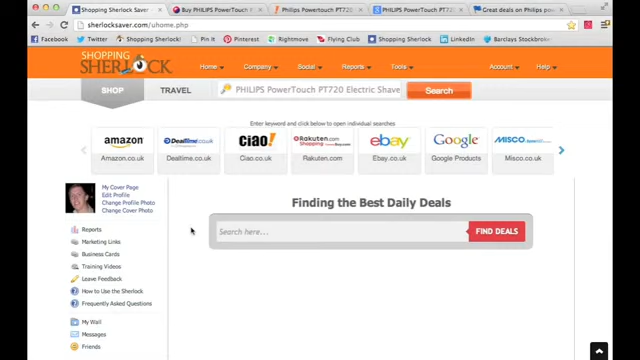 Shopping Sherlock Saver
Buy PHILIPS PowerTouch
Philips Powertouch PT720
Philips PowerTouch PT720
Great deals on Philips powe
sherlocksaver.com/uhome.php
Facebook
Twitter
Shopping Sherlock!
Pin It
Pinterest
Rightmove
Flying Club
Shopping Sherlock
LinkedIn
Barclays Stockbroker
SHOPPING
SHERLOCK
Home
Company
Social
Reports
Tools
Account
Help
SHOP
TRAVEL
PHILIPS PowerTouch PT720 Electric Shave
Search
Enter keyword and click below to open individual searches
amazon
.co.uk
Dealtime.co.uk
Ciao!
Rakuten.com
Shopping
ebay
Google
MISCO
Amazon.co.uk
Dealtime.co.uk
Ciao.co.uk
Rakuten.com
Ebay.co.uk
Google Products
Misco.co.uk
My Cover Page
Edit Profile
Change Profile Photo
Change Cover Photo
Finding the Best Daily Deals
Search here...
FIND DEALS
Reports
Marketing Links
Business Cards
Training Videos
Leave Feedback
How to Use the Sherlock
Frequently Asked Questions
My Wall
Messages
Friends